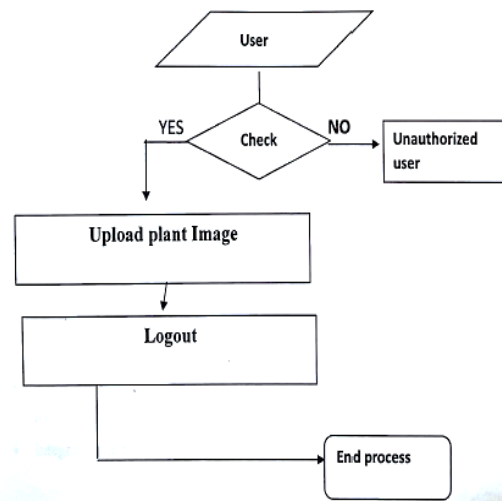 User
YES
NO
Check
Unauthorized
user
Upload plant Image
Logout
End process